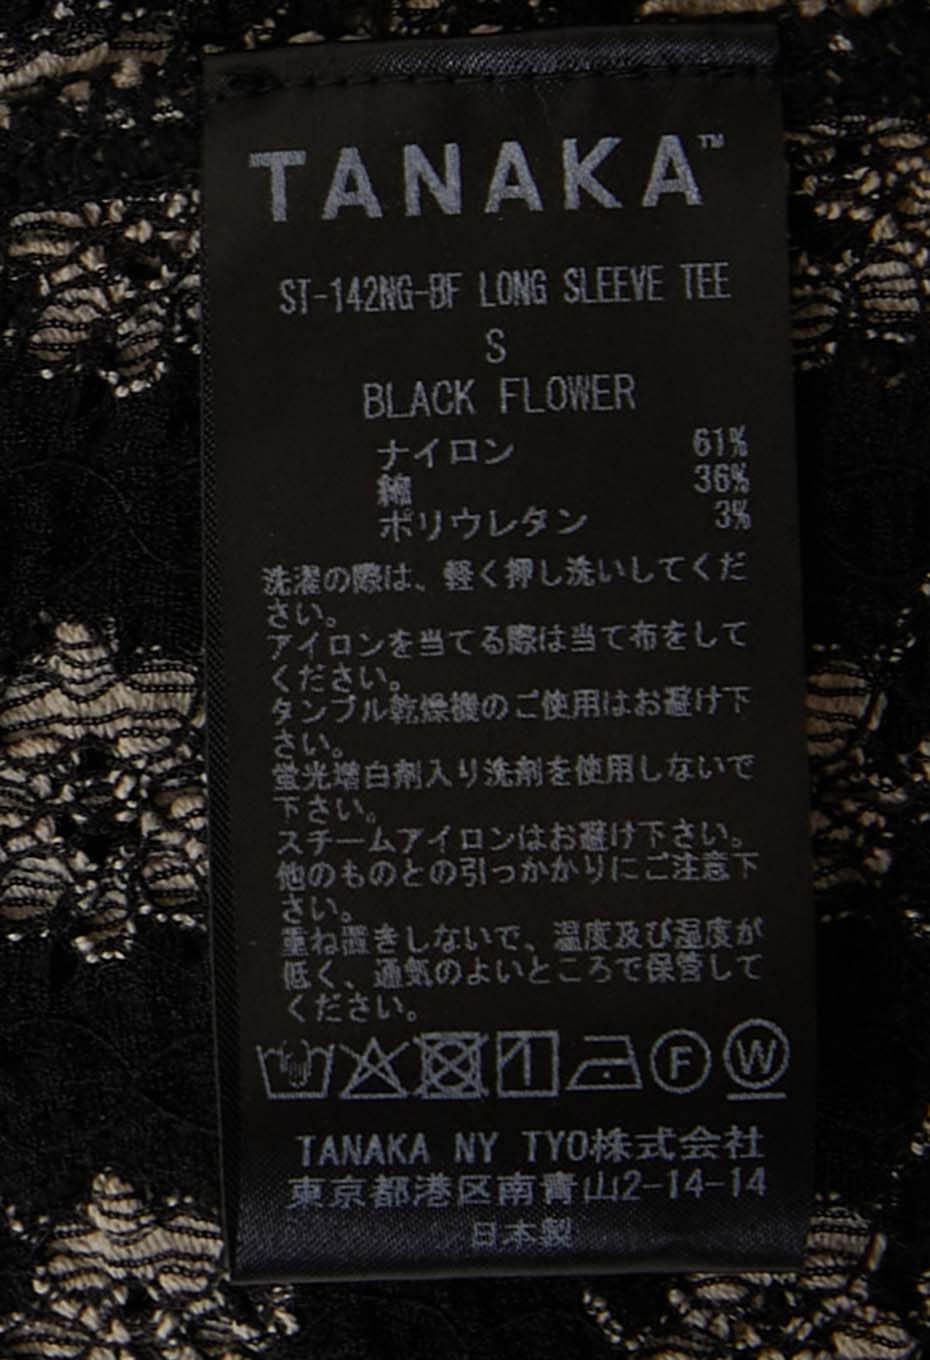 TANAKA™
ST-142NG-BF LONG SLEEVE TEE
S
BLACK FLOWER
ナイロン 61%
綿 36%
ポリウレタン 3%
洗濯の際は、軽く押し洗いしてくだ
さい。
アイロンを当てる際は当て布をして
ください。
タンブル乾燥機のご使用はお避け下
さい。
蛍光増白剤入り洗剤を使用しないで
下さい。
スチームアイロンはお避け下さい。
他のものとの引っかかりにご注意下
さい。
重ね置きしないで、温度及び湿度が
低く、通気のよいところで保管して
ください。
F W
TANAKA NY TYO株式会社
東京都港区南青山2-14-14
日本製